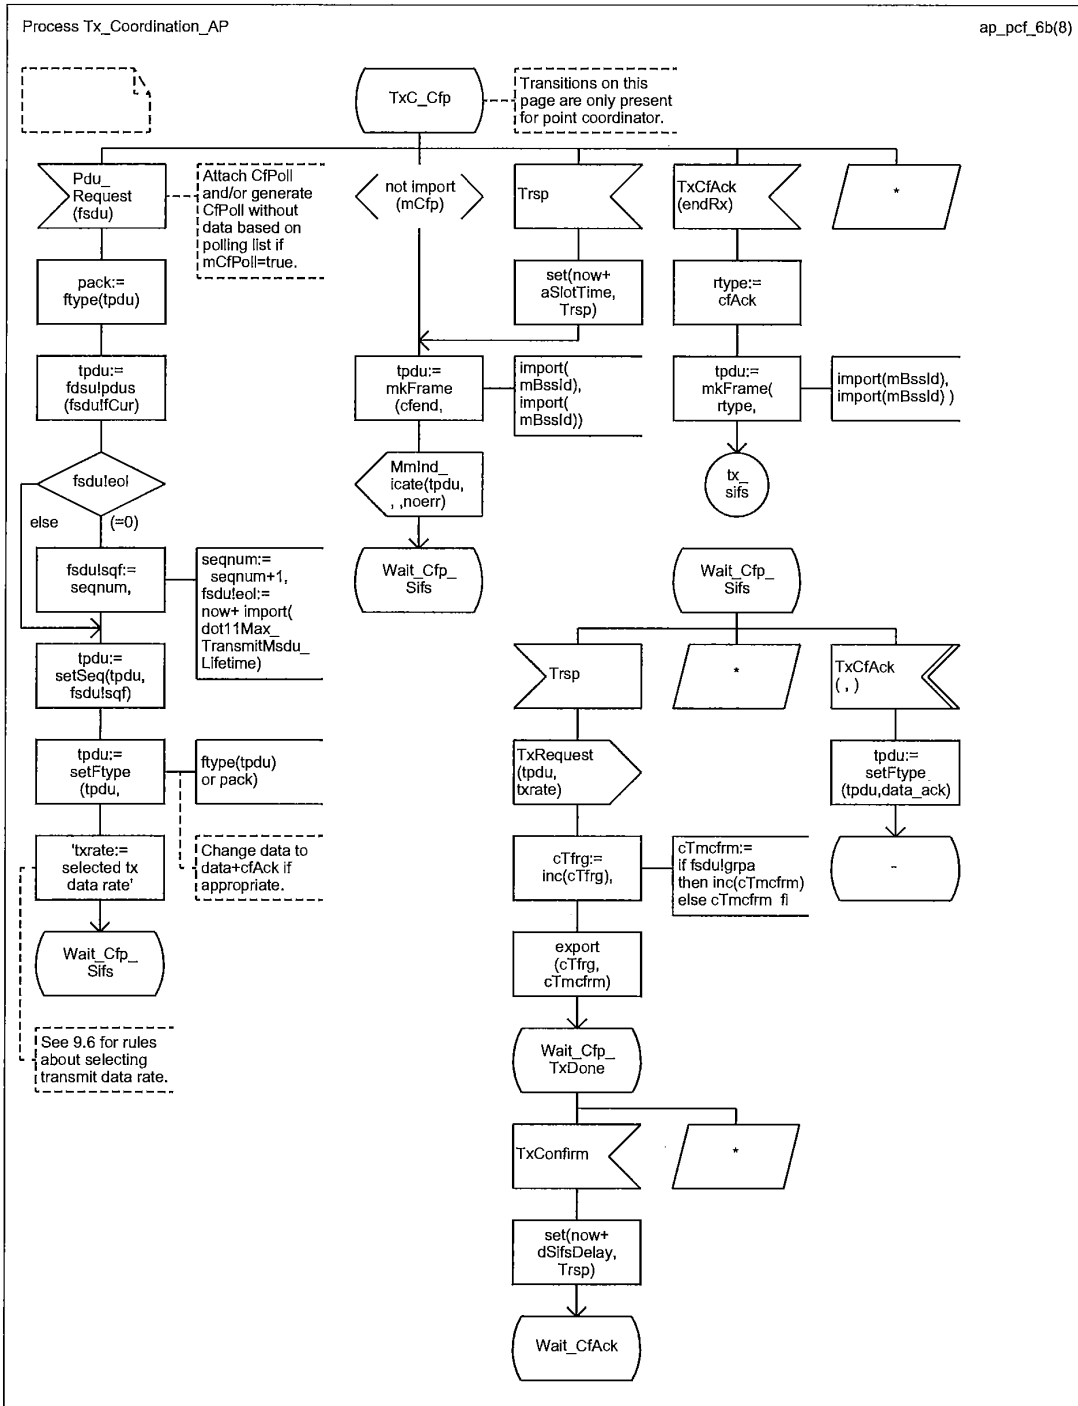 Process Tx_Coordination_AP
ap_pcf_6b(8)
TxC_Cfp
Transitions on this
page are only present
for point coordinator.
Pdu_
Request
(fsdu)
Attach CfPoll
and/or generate
CfPoll without
data based on
polling list if
mCfPoll=true.
not import
(mCfp)
Trsp
TxCfAck
(endRx)
*
pack:=
ftype(tpdu)
set(now+
aSlotTime,
Trsp)
rtype:=
cfAck
tpdu:=
fdsu!pdus
(fsdu!fCur)
tpdu:=
mkFrame
(cfend,
import(
mBssId),
import(
mBssId))
tpdu:=
mkFrame(
rtype,
import(mBssId),
import(mBssId) )
fsdu!eol
MmInd_
icate(tpdu,
, ,noerr)
tx_
sifs
else
(=0)
fsdu!sqf:=
seqnum,
seqnum:=
seqnum+1,
fsdu!eol:=
now+ import(
dot11Max_
TransmitMsdu_
Lifetime)
Wait_Cfp_
Sifs
Wait_Cfp_
Sifs
tpdu:=
setSeq(tpdu,
fsdu!sqf)
Trsp
*
TxCfAck
( , )
tpdu:=
setFtype
(tpdu,
ftype(tpdu)
or pack)
TxRequest
(tpdu,
txrate)
tpdu:=
setFtype
(tpdu,data_ack)
'txrate:=
selected tx
data rate'
Change data to
data+cfAck if
appropriate.
cTfrg:=
inc(cTfrg),
cTmcfrm:=
if fsdu!grpa
then inc(cTmcfrm)
else cTmcfrm fi
-
Wait_Cfp_
Sifs
export
(cTfrg,
cTmcfrm)
See 9.6 for rules
about selecting
transmit data rate.
Wait_Cfp_
TxDone
TxConfirm
*
set(now+
dSifsDelay,
Trsp)
Wait_CfAck